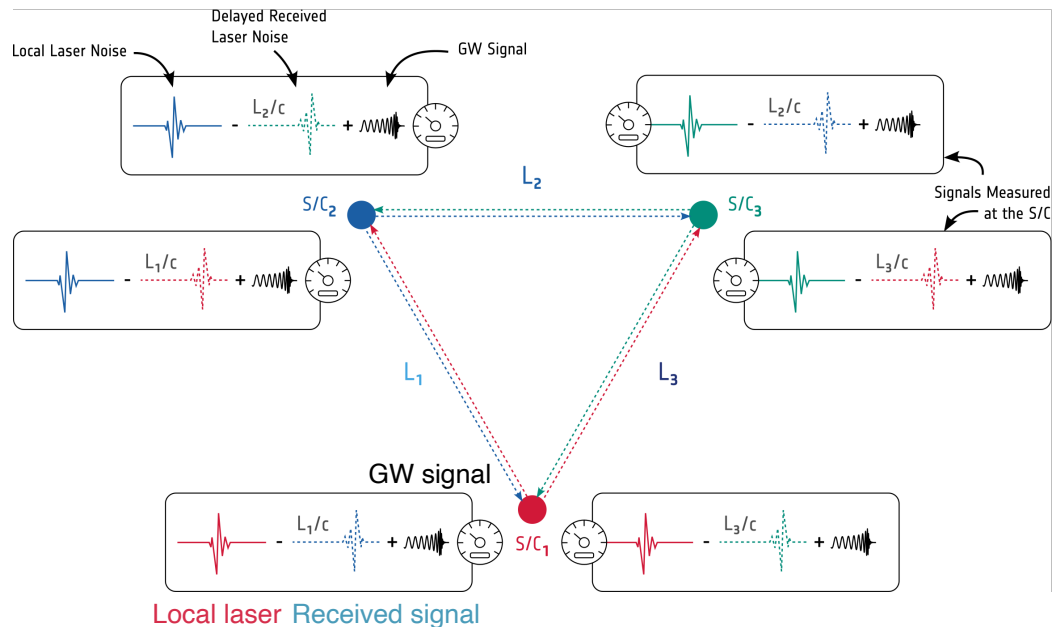 Delayed Received
Laser Noise
Local Laser Noise
GW Signal
L₂/c
- +
L₂/c
- +
L₂
Signals Measured
at the S/C
S/C₂
S/C₃
L₁/c
- +
L₃/c
- +
L₁
L₃
GW signal
L₁/c
- +
L₃/c
- +
S/C₁
Local laser Received signal